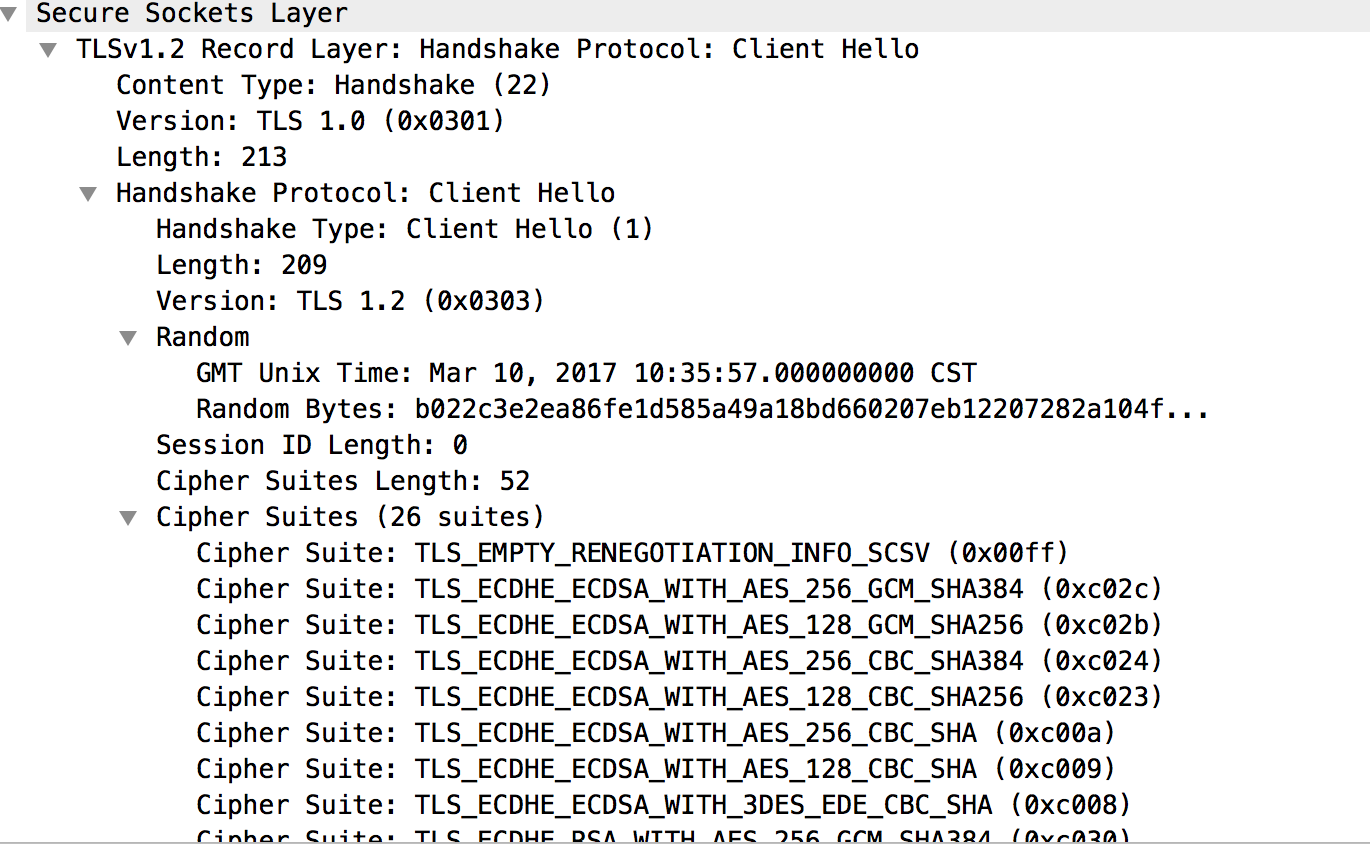 Secure Sockets Layer
TLSv1.2 Record Layer: Handshake Protocol: Client Hello
Content Type: Handshake (22)
Version: TLS 1.0 (0x0301)
Length: 213
Handshake Protocol: Client Hello
Handshake Type: Client Hello (1)
Length: 209
Version: TLS 1.2 (0x0303)
Random
GMT Unix Time: Mar 10, 2017 10:35:57.000000000 CST
Random Bytes: b022c3e2ea86fe1d585a49a18bd660207eb12207282a104f...
Session ID Length: 0
Cipher Suites Length: 52
Cipher Suites (26 suites)
Cipher Suite: TLS_EMPTY_RENEGOTIATION_INFO_SCSV (0x00ff)
Cipher Suite: TLS_ECDHE_ECDSA_WITH_AES_256_GCM_SHA384 (0xc02c)
Cipher Suite: TLS_ECDHE_ECDSA_WITH_AES_128_GCM_SHA256 (0xc02b)
Cipher Suite: TLS_ECDHE_ECDSA_WITH_AES_256_CBC_SHA384 (0xc024)
Cipher Suite: TLS_ECDHE_ECDSA_WITH_AES_128_CBC_SHA256 (0xc023)
Cipher Suite: TLS_ECDHE_ECDSA_WITH_AES_256_CBC_SHA (0xc00a)
Cipher Suite: TLS_ECDHE_ECDSA_WITH_AES_128_CBC_SHA (0xc009)
Cipher Suite: TLS_ECDHE_ECDSA_WITH_3DES_EDE_CBC_SHA (0xc008)
Cipher Suite: TLS_ECDHE_RSA_WITH_AES_256_GCM_SHA384 (0xc030)